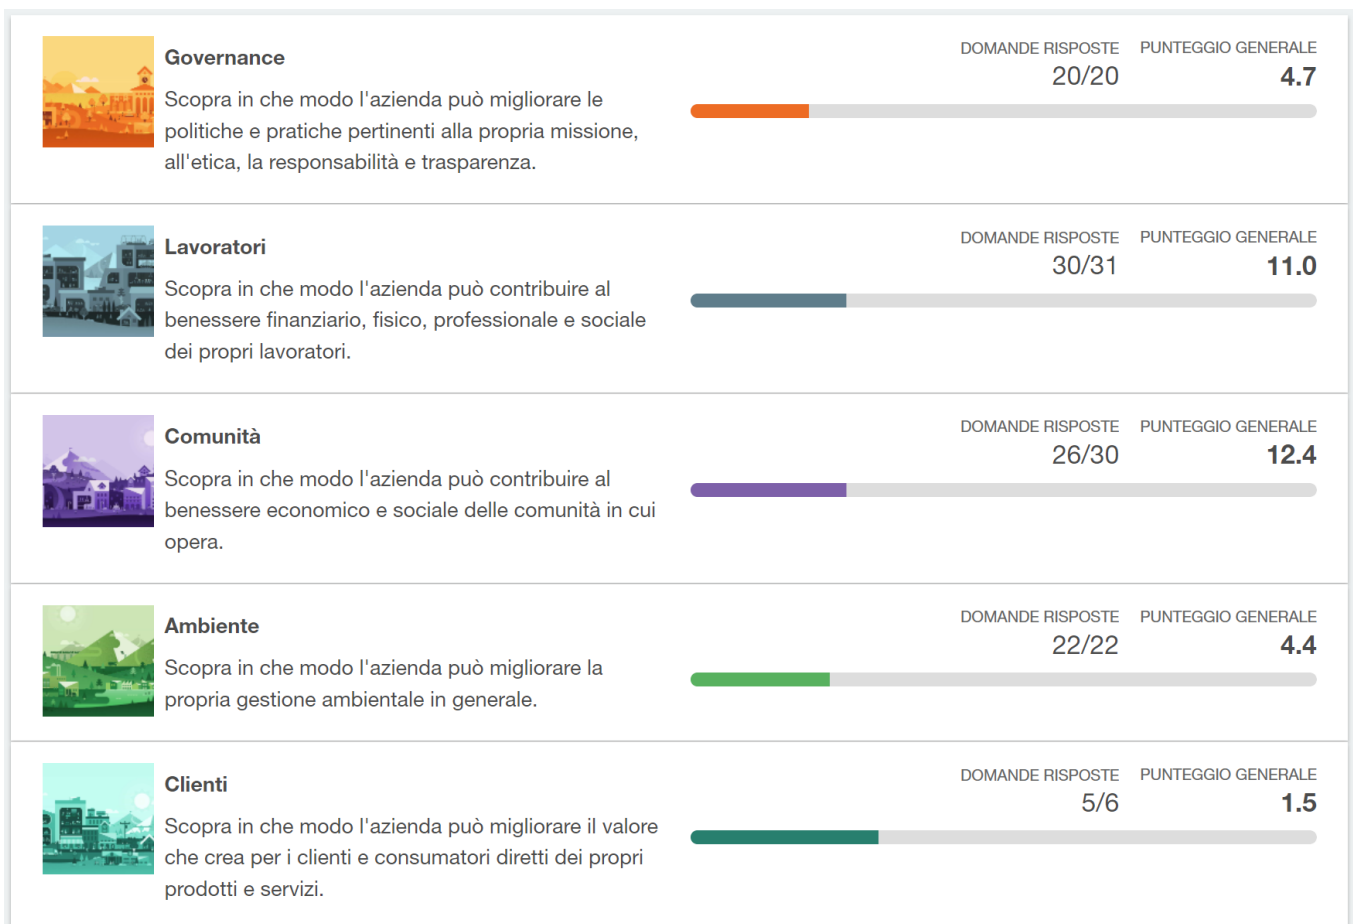 Governance
Scopra in che modo l'azienda può migliorare le
politiche e pratiche pertinenti alla propria missione,
all'etica, la responsabilità e trasparenza.
DOMANDE RISPOSTE
20/20
PUNTEGGIO GENERALE
4.7
Lavoratori
Scopra in che modo l'azienda può contribuire al
benessere finanziario, fisico, professionale e sociale
dei propri lavoratori.
DOMANDE RISPOSTE
30/31
PUNTEGGIO GENERALE
11.0
Comunità
Scopra in che modo l'azienda può contribuire al
benessere economico e sociale delle comunità in cui
opera.
DOMANDE RISPOSTE
26/30
PUNTEGGIO GENERALE
12.4
Ambiente
Scopra in che modo l'azienda può migliorare la
propria gestione ambientale in generale.
DOMANDE RISPOSTE
22/22
PUNTEGGIO GENERALE
4.4
Clienti
Scopra in che modo l'azienda può migliorare il valore
che crea per i clienti e consumatori diretti dei propri
prodotti e servizi.
DOMANDE RISPOSTE
5/6
PUNTEGGIO GENERALE
1.5